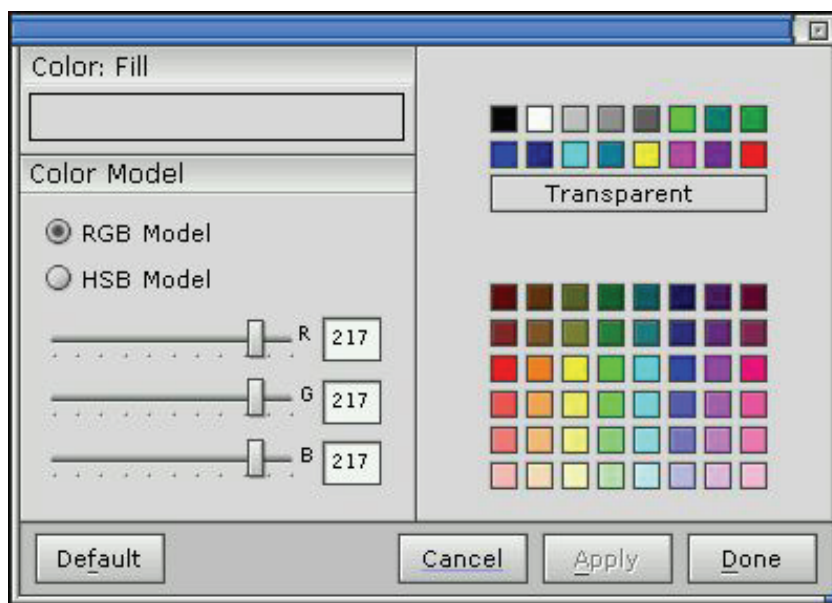 Color: Fill
Color Model
RGB Model
HSB Model
R 217
G 217
B 217
Transparent
Default
Cancel
Apply
Done